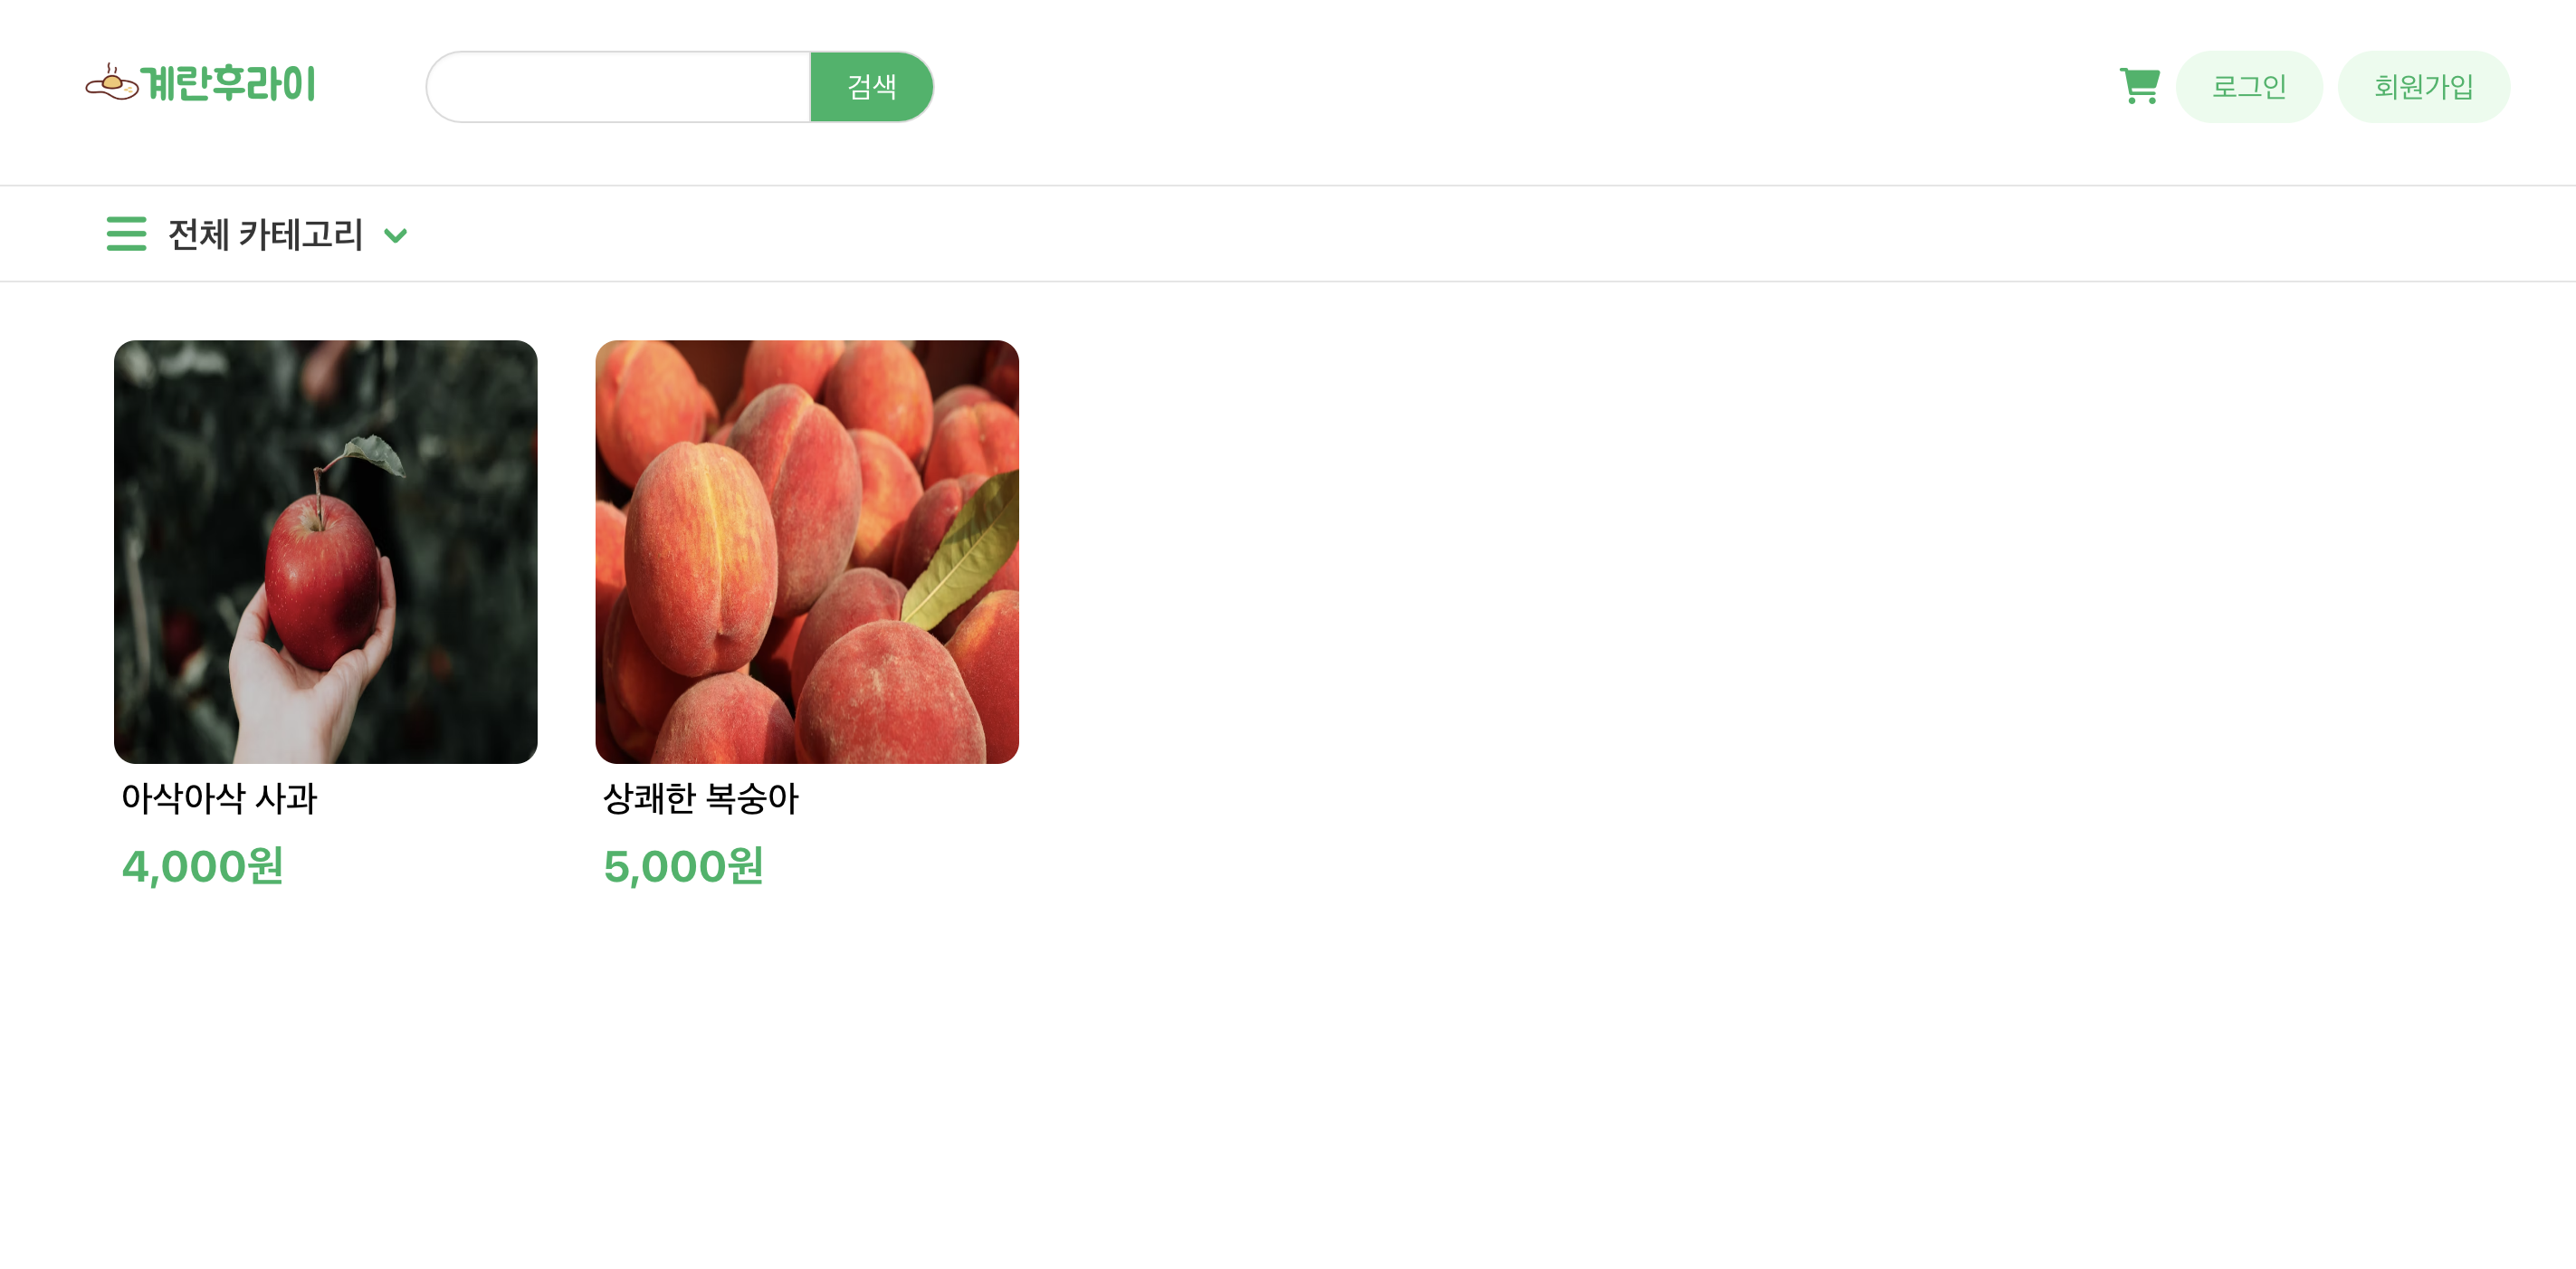 계란후라이
검색
로그인
회원가입
전체 카테고리
아삭아삭 사과
상쾌한 복숭아
4,000원
5,000원